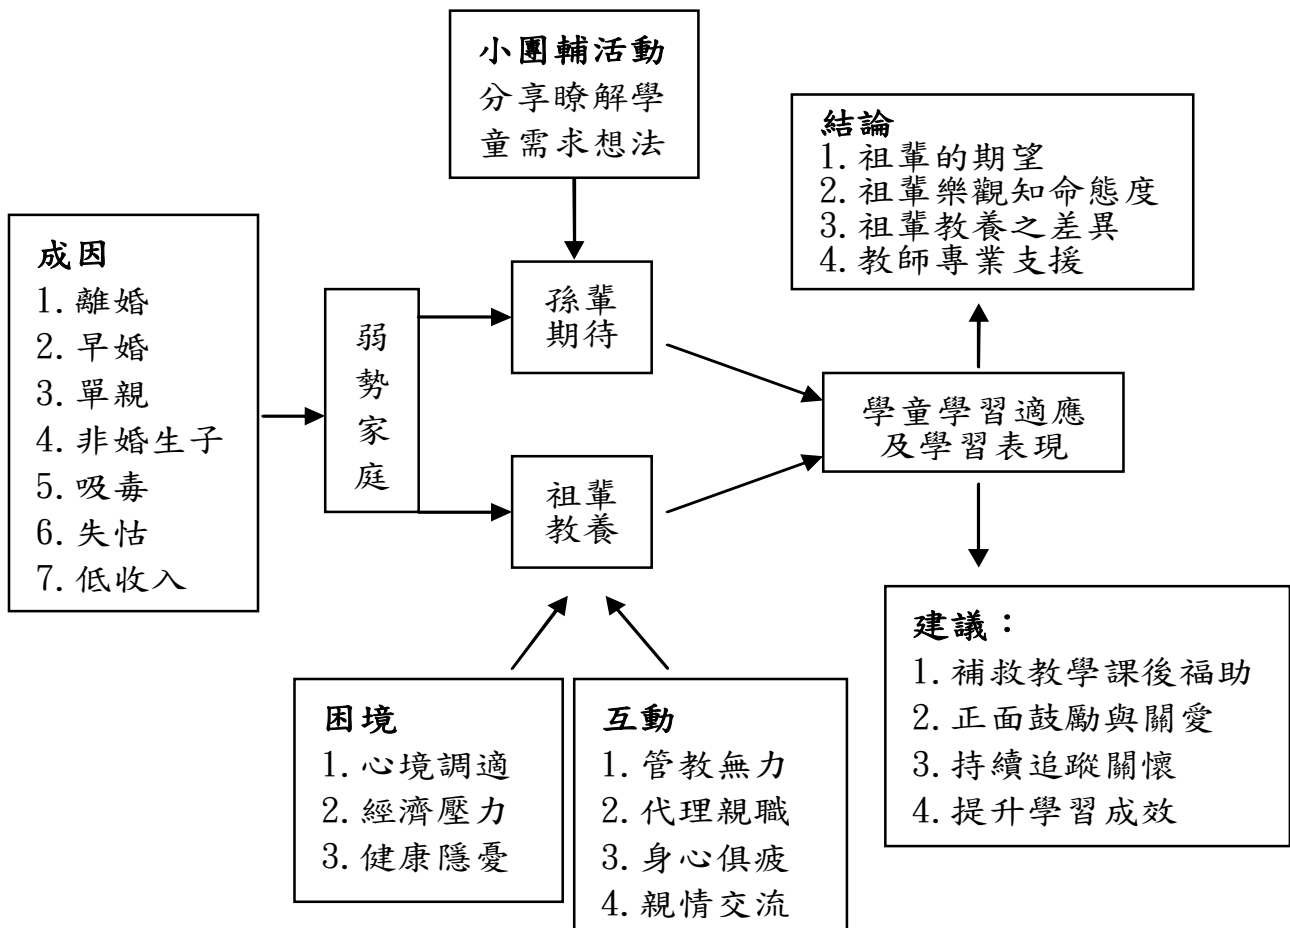 小團輔活動
分享瞭解學
童需求想法
成因
1.離婚
2.早婚
3.單親
4.非婚生子
5.吸毒
6.失怙
7.低收入
弱
勢
家
庭
孫輩
期待
祖輩
教養
困境
1.心境調適
2.經濟壓力
3.健康隱憂
互動
1.管教無力
2.代理親職
3.身心俱疲
4.親情交流
學童學習適應
及學習表現
結論
1.祖輩的期望
2.祖輩樂觀知命態度
3.祖輩教養之差異
4.教師專業支援
建議：
1.補救教學課後福助
2.正面鼓勵與關愛
3.持續追蹤關懷
4.提升學習成效